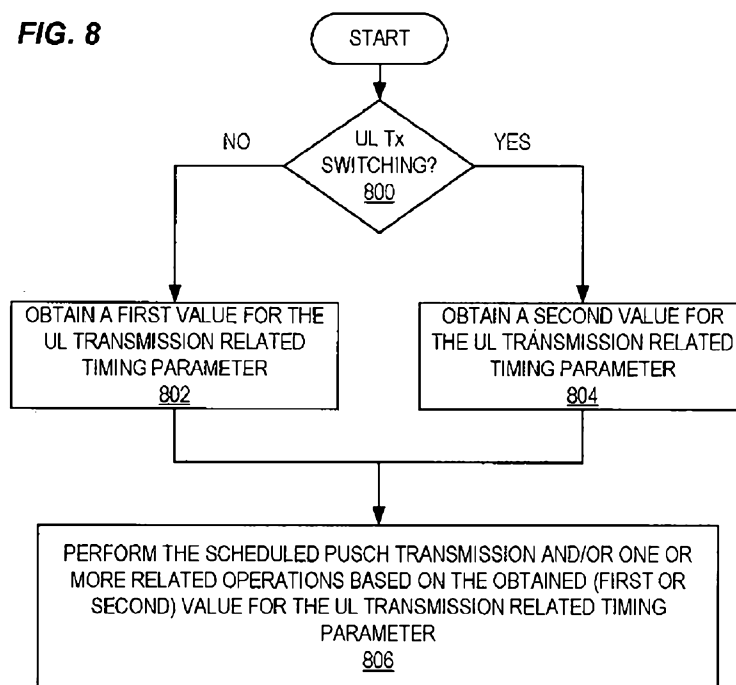 FIG. 8
START
NO
UL Tx
SWITCHING?
800
YES
OBTAIN A FIRST VALUE FOR THE
UL TRANSMISSION RELATED
TIMING PARAMETER
802
OBTAIN A SECOND VALUE FOR
THE UL TRANSMISSION RELATED
TIMING PARAMETER
804
PERFORM THE SCHEDULED PUSCH TRANSMISSION AND/OR ONE OR
MORE RELATED OPERATIONS BASED ON THE OBTAINED (FIRST OR
SECOND) VALUE FOR THE UL TRANSMISSION RELATED TIMING
PARAMETER
806